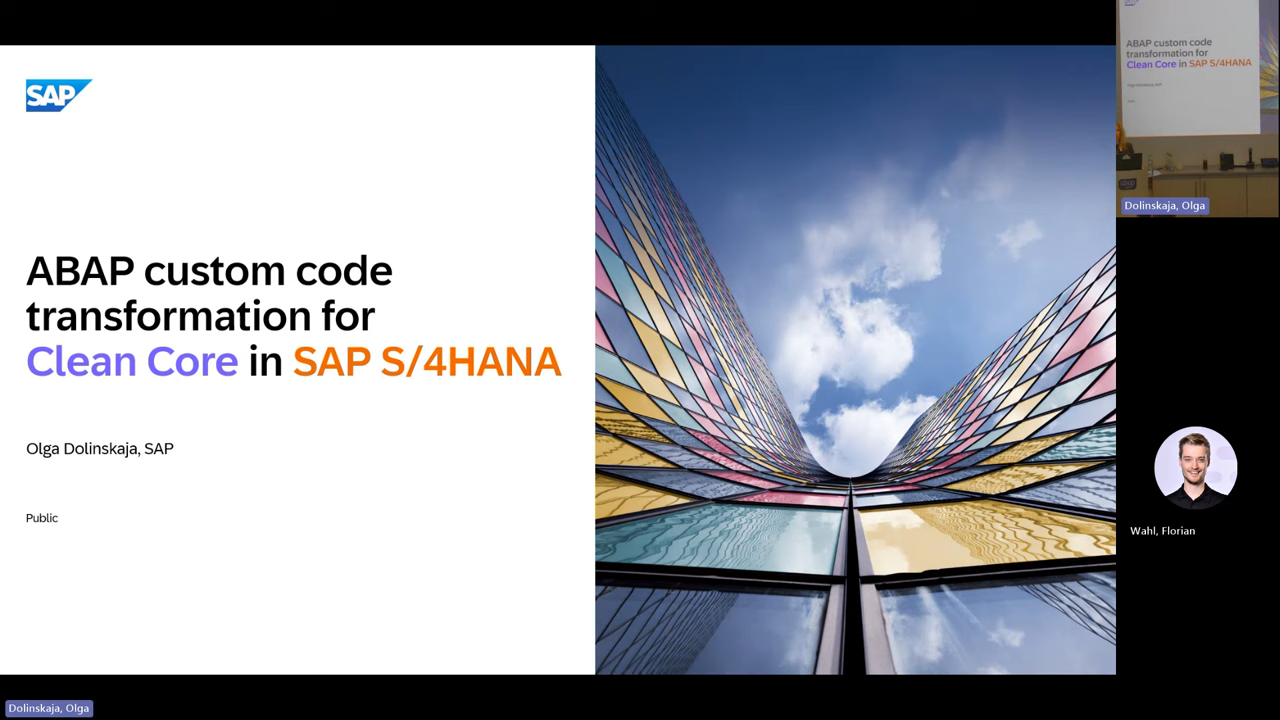 SAP
ABAP custom code
transformation for
Clean Core in SAP S/4HANA
Olga Dolinskaja, SAP
Public
Dolinskaja, Olga
ABAP custom code
transformation for
Clean Core in SAP S/4HANA
Dolinskaja, Olga
Wahl, Florian